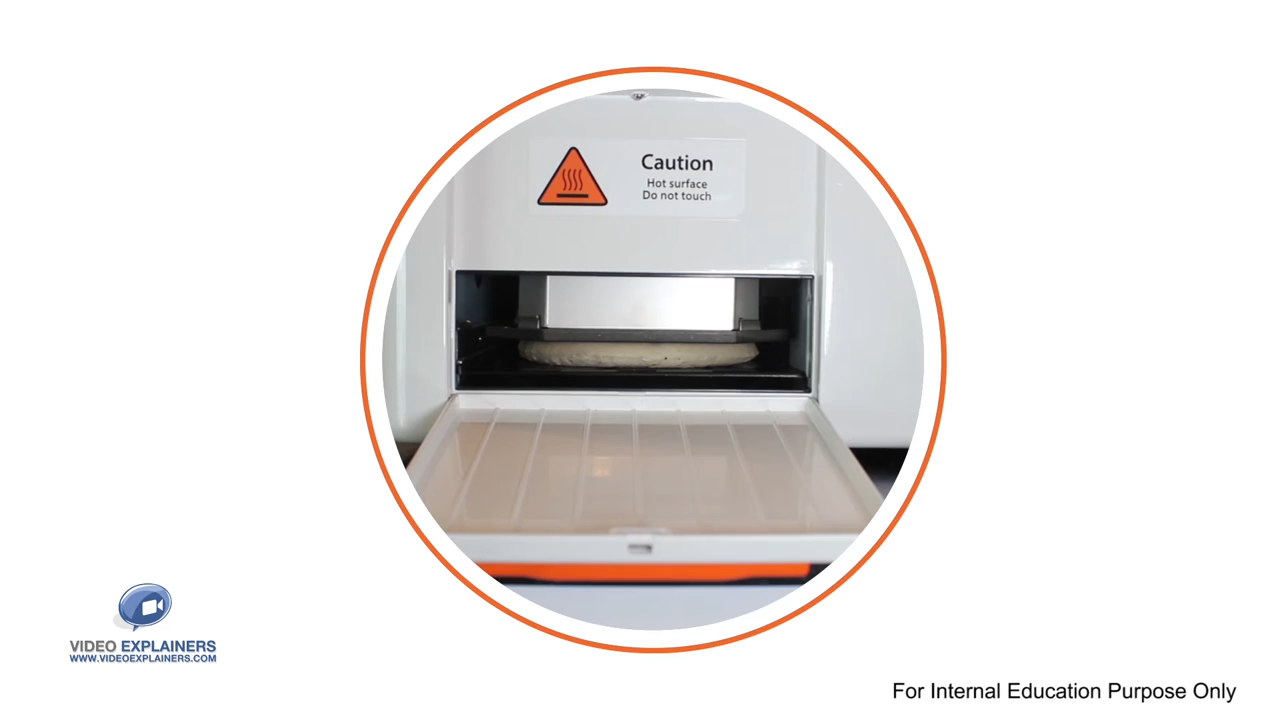 Caution
Hot surface
Do not touch
VIDEO EXPLAINERS
WWW.VIDEOEXPLAINERS.COM
For Internal Education Purpose Only